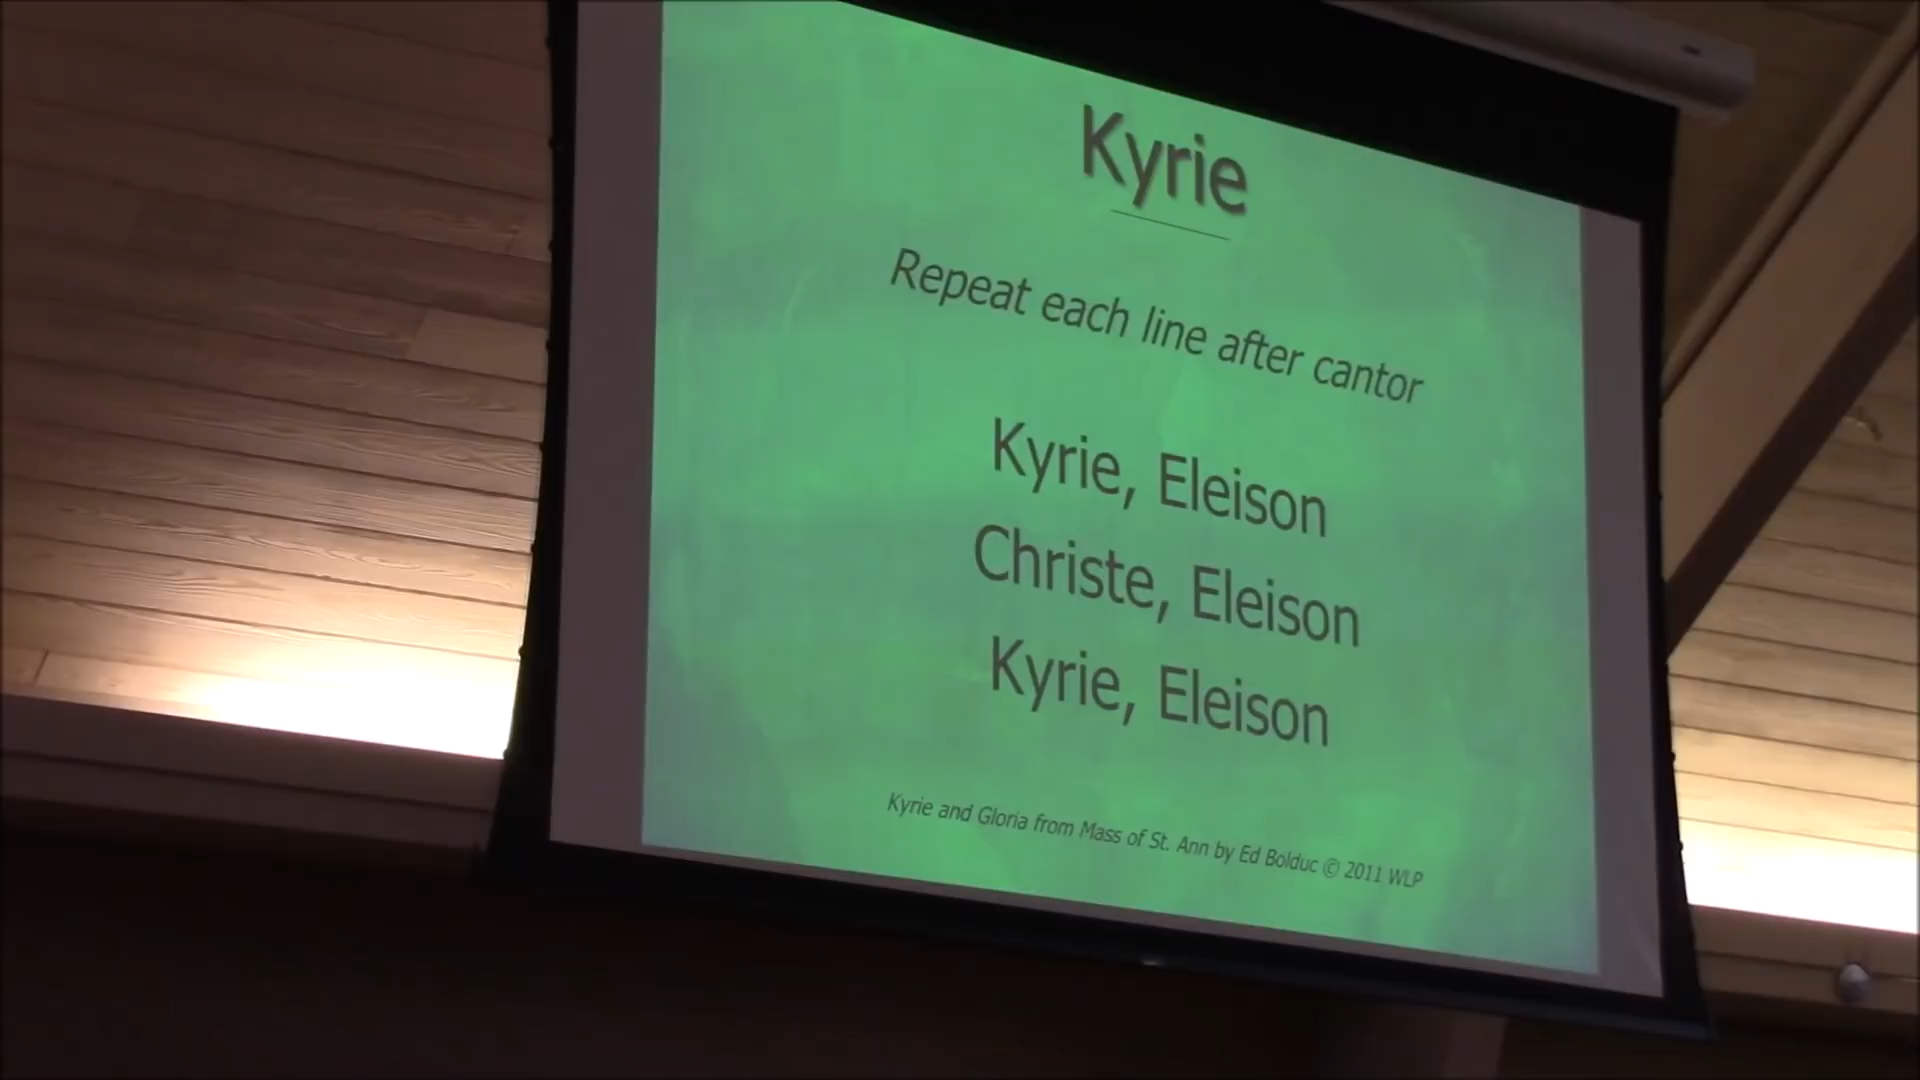 Kyrie
Repeat each line after cantor
Kyrie, Eleison
Christe, Eleison
Kyrie, Eleison
Kyrie and Gloria from Mass of St. Ann by Ed Bolduc © 2011 WLP